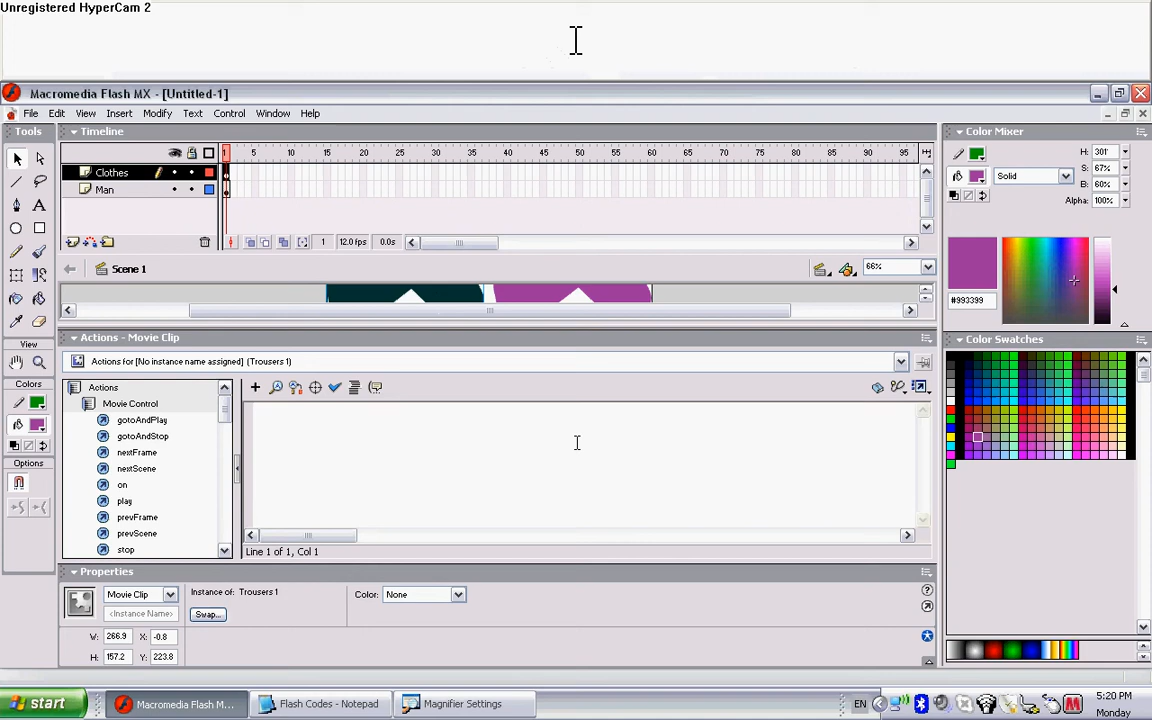 Unregistered HyperCam 2
Macromedia Flash MX - [Untitled-1]
File Edit View Insert Modify Text Control Window Help
Tools
Timeline
1 5 10 15 20 25 30 35 40 45 50 55 60 65 70 75 80 85 90 95
Clothes
Man
1 12.0 fps 0.0s
Scene 1
66%
View
Colors
Options
Actions - Movie Clip
Actions for [No instance name assigned] (Trousers 1)
Actions
Movie Control
gotoAndPlay
gotoAndStop
nextFrame
nextScene
on
play
prevFrame
prevScene
stop
Line 1 of 1, Col 1
Properties
Movie Clip
<Instance Name>
Instance of: Trousers 1
Swap...
Color: None
W: 266.9 X: -0.8
H: 157.2 Y: 223.8
Color Mixer
H: 301°
Solid
S: 67%
B: 60%
Alpha: 100%
#993399
Color Swatches
start
Macromedia Flash M...
Flash Codes - Notepad
Magnifier Settings
EN
5:20 PM
Monday